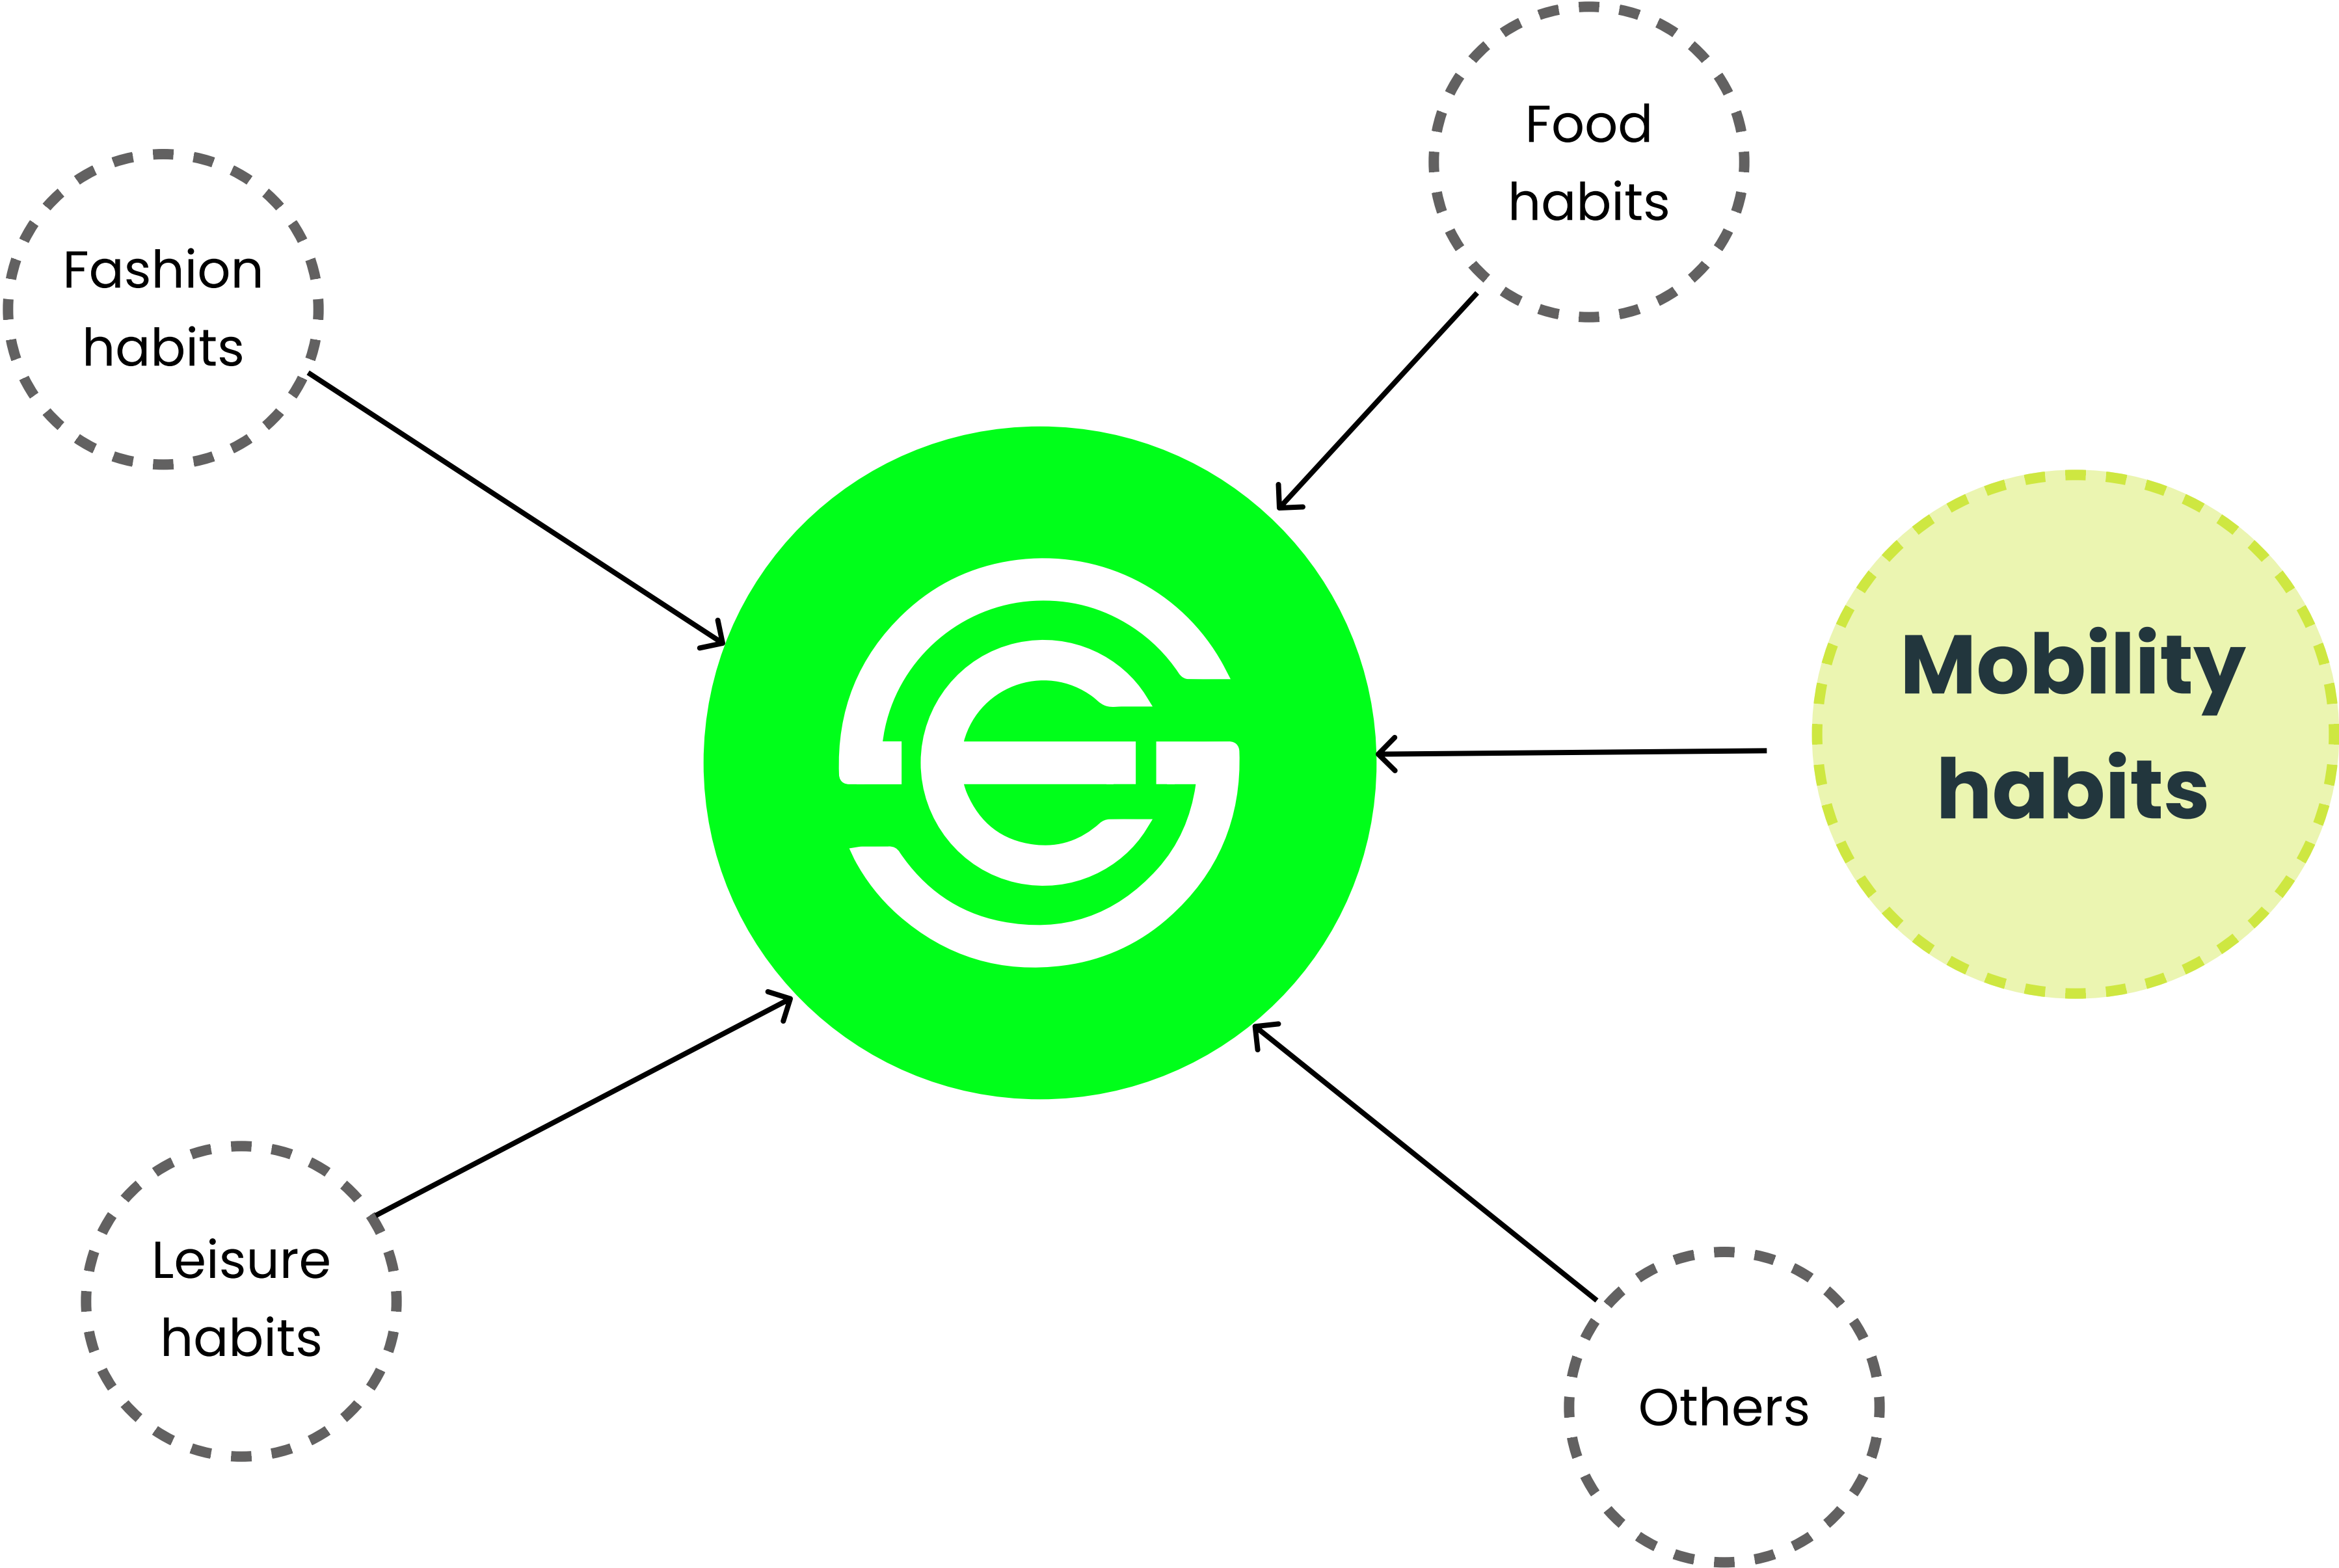 Food
habits
Fashion
habits
Mobility
habits
Leisure
habits
Others